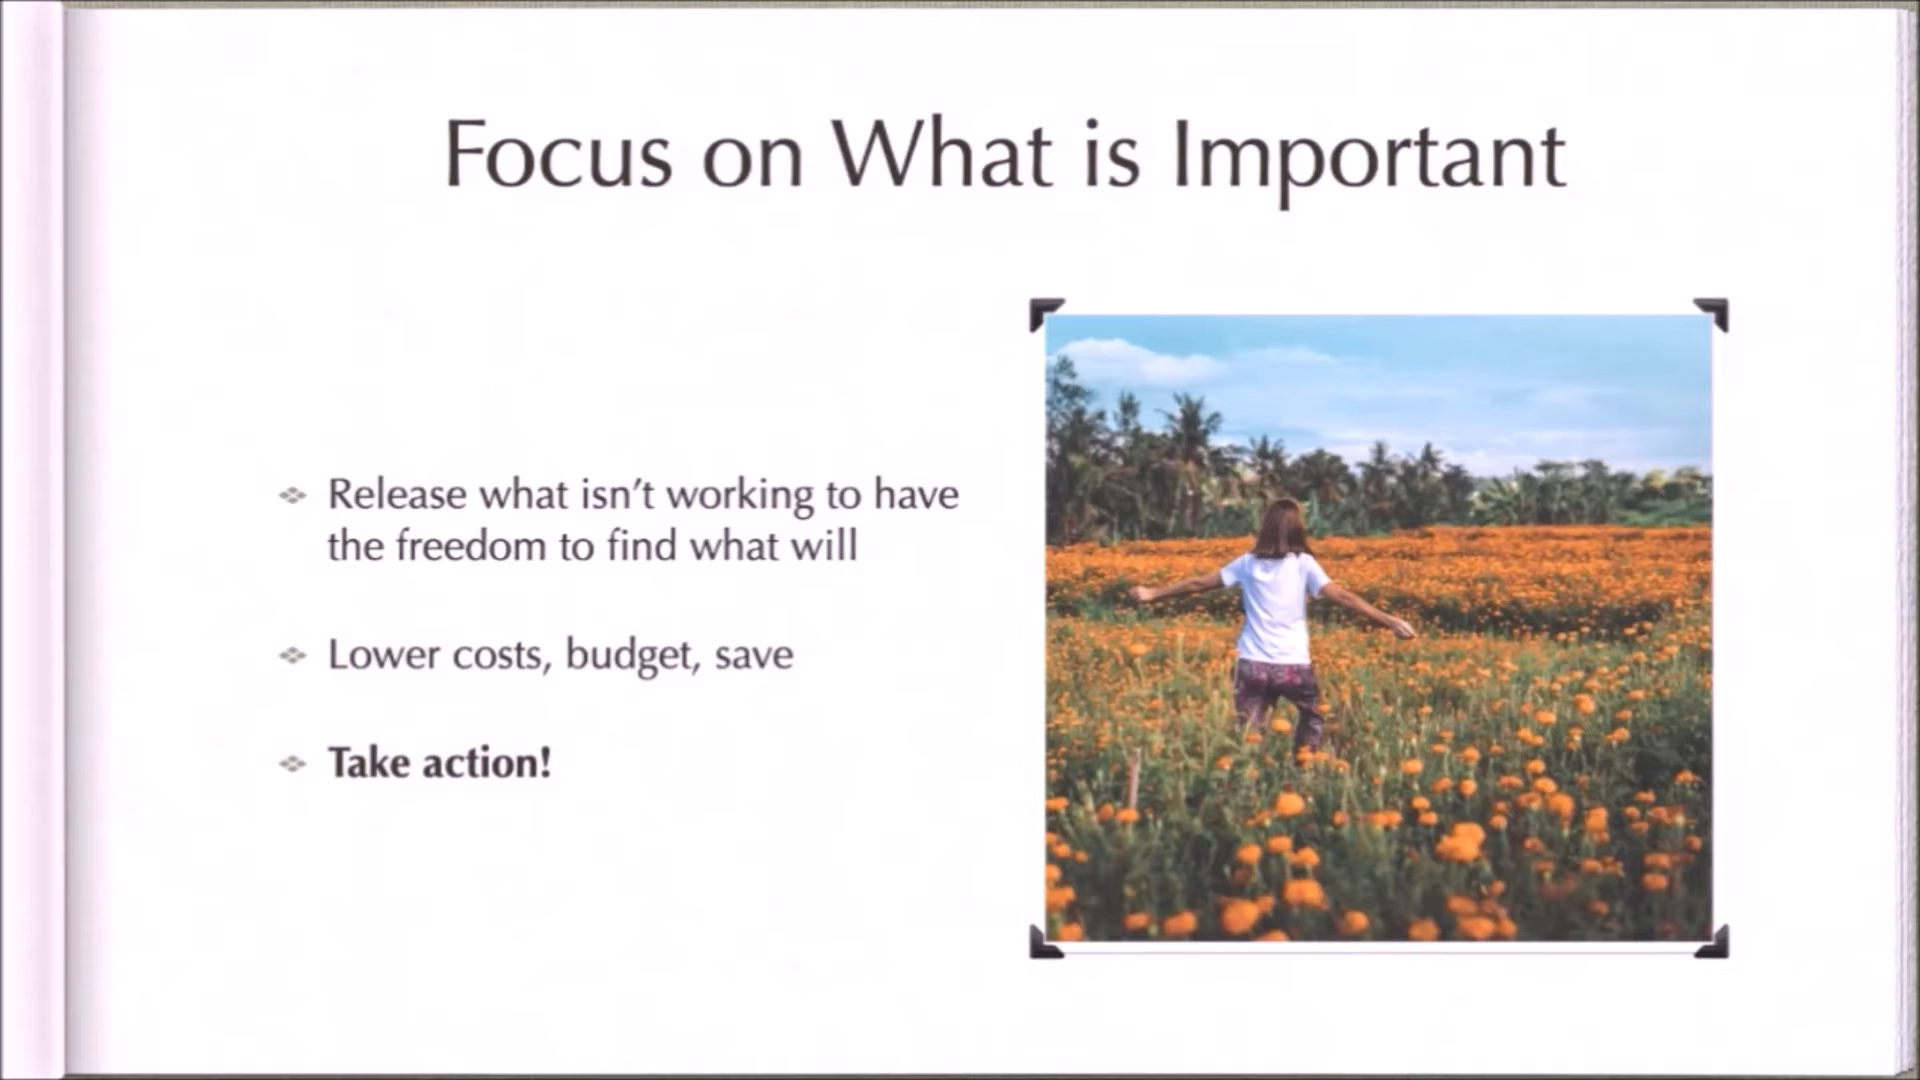 Focus on What is Important
Release what isn’t working to have
the freedom to find what will
Lower costs, budget, save
Take action!